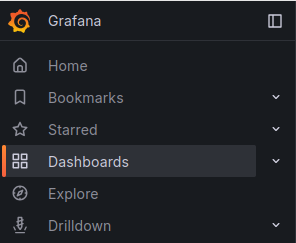 Grafana
Home
Bookmarks
Starred
Dashboards
Explore
Drilldown